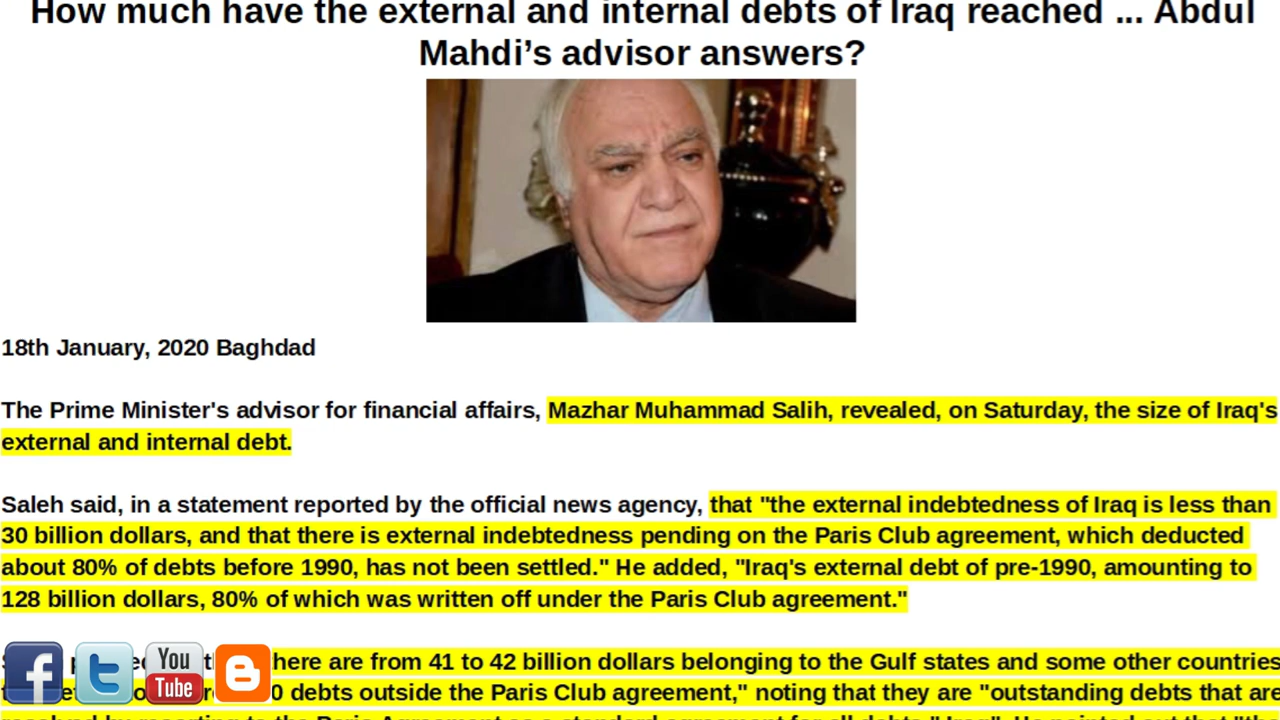 How much have the external and internal debts of Iraq reached ... Abdul
Mahdi’s advisor answers?
18th January, 2020 Baghdad
The Prime Minister's advisor for financial affairs, Mazhar Muhammad Salih, revealed, on Saturday, the size of Iraq's
external and internal debt.
Saleh said, in a statement reported by the official news agency, that "the external indebtedness of Iraq is less than
30 billion dollars, and that there is external indebtedness pending on the Paris Club agreement, which deducted
about 80% of debts before 1990, has not been settled." He added, "Iraq's external debt of pre-1990, amounting to
128 billion dollars, 80% of which was written off under the Paris Club agreement."
here are from 41 to 42 billion dollars belonging to the Gulf states and some other countries
0 debts outside the Paris Club agreement," noting that they are "outstanding debts that are
You
Tube